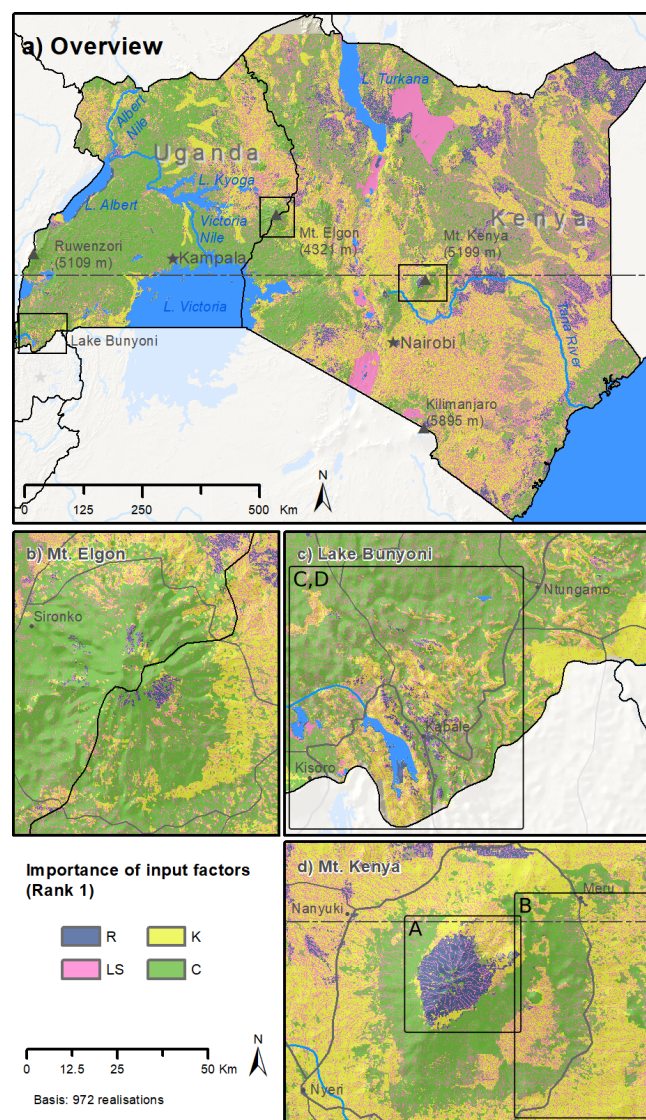 a) Overview
L. Turkana
Albert
Nile
Uganda
L. Kyoga
L. Albert
Victoria
Nile
Kenya
Ruwenzori
(5109 m)
Kampala
Mt. Elgon
(4321 m)
Mt. Kenya
(5199 m)
L. Victoria
Tana River
Lake Bunyoni
Nairobi
Kilimanjaro
(5895 m)
N
0 125 250 500 Km
b) Mt. Elgon
Sironko
c) Lake Bunyoni
C,D
Ntungamo
Kabale
Kisoro
Importance of input factors
(Rank 1)
R K
LS C
N
0 12.5 25 50 Km
Basis: 972 realisations
d) Mt. Kenya
Meru
Nanyuki
A
B
Nyeri